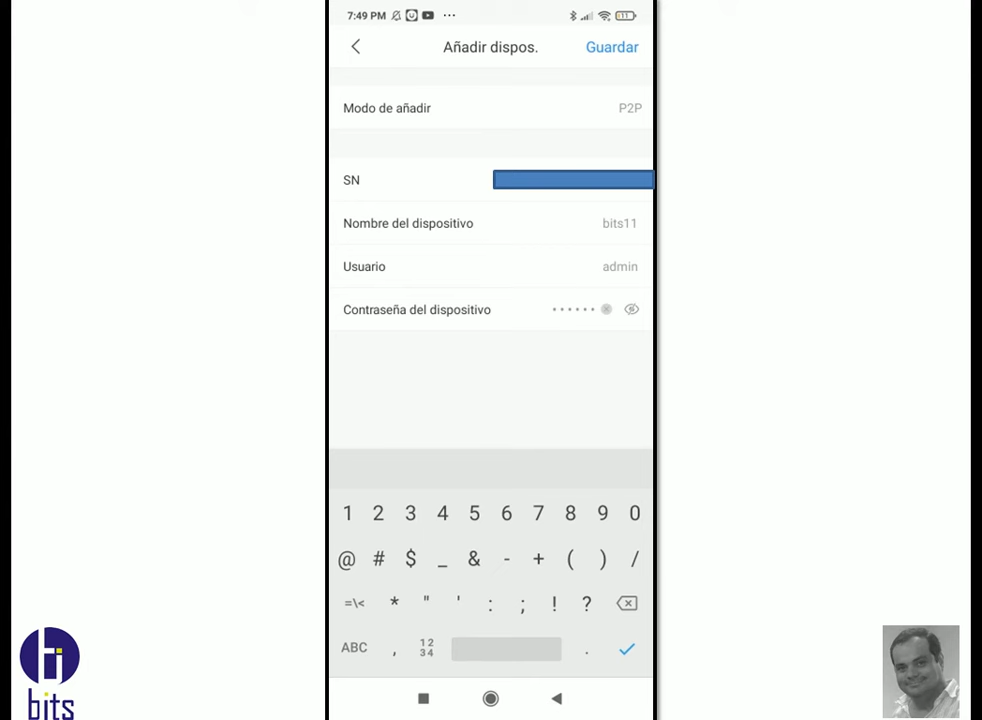 7:49 PM
11
Añadir dispos.
Guardar
Modo de añadir
P2P
SN
Nombre del dispositivo
bits11
Usuario
admin
Contraseña del dispositivo
••••••
1 2 3 4 5 6 7 8 9 0
@ # $ _ & - + ( ) /
=\< * " ' : ; ! ?
ABC , 12 34 .
bits